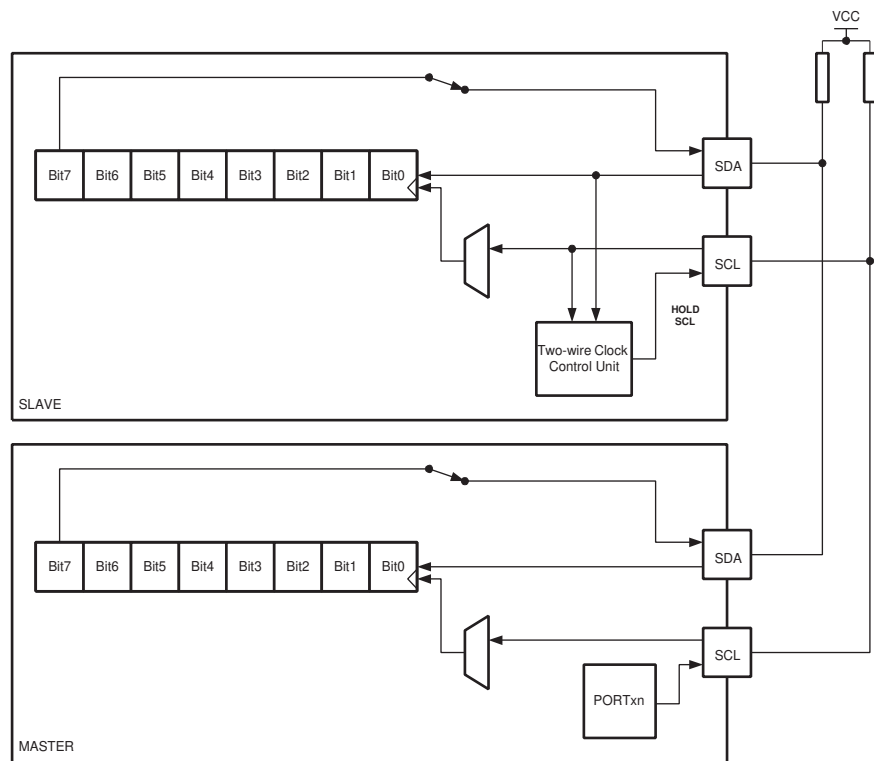 VCC
Bit7 Bit6 Bit5 Bit4 Bit3 Bit2 Bit1 Bit0
SDA
SCL
HOLD
SCL
Two-wire Clock
Control Unit
SLAVE
Bit7 Bit6 Bit5 Bit4 Bit3 Bit2 Bit1 Bit0
SDA
SCL
PORTxn
MASTER